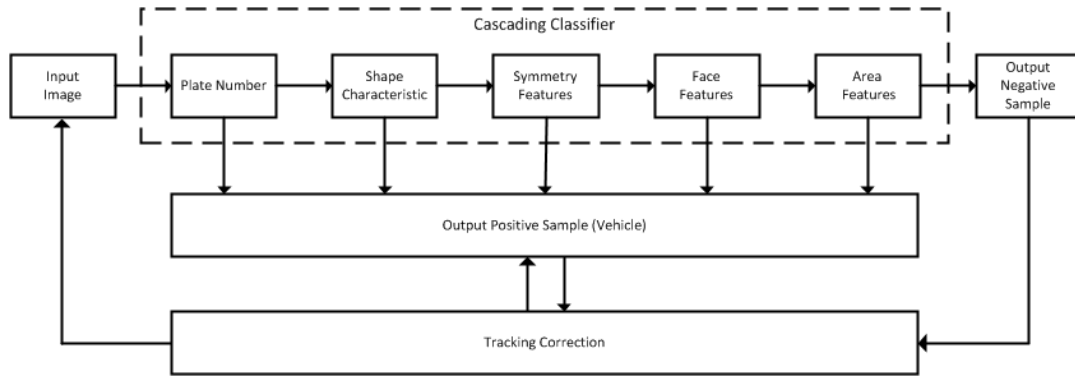 Cascading Classifier
Input
Image
Plate Number
Shape
Characteristic
Symmetry
Features
Face
Features
Area
Features
Output
Negative
Sample
Output Positive Sample (Vehicle)
Tracking Correction